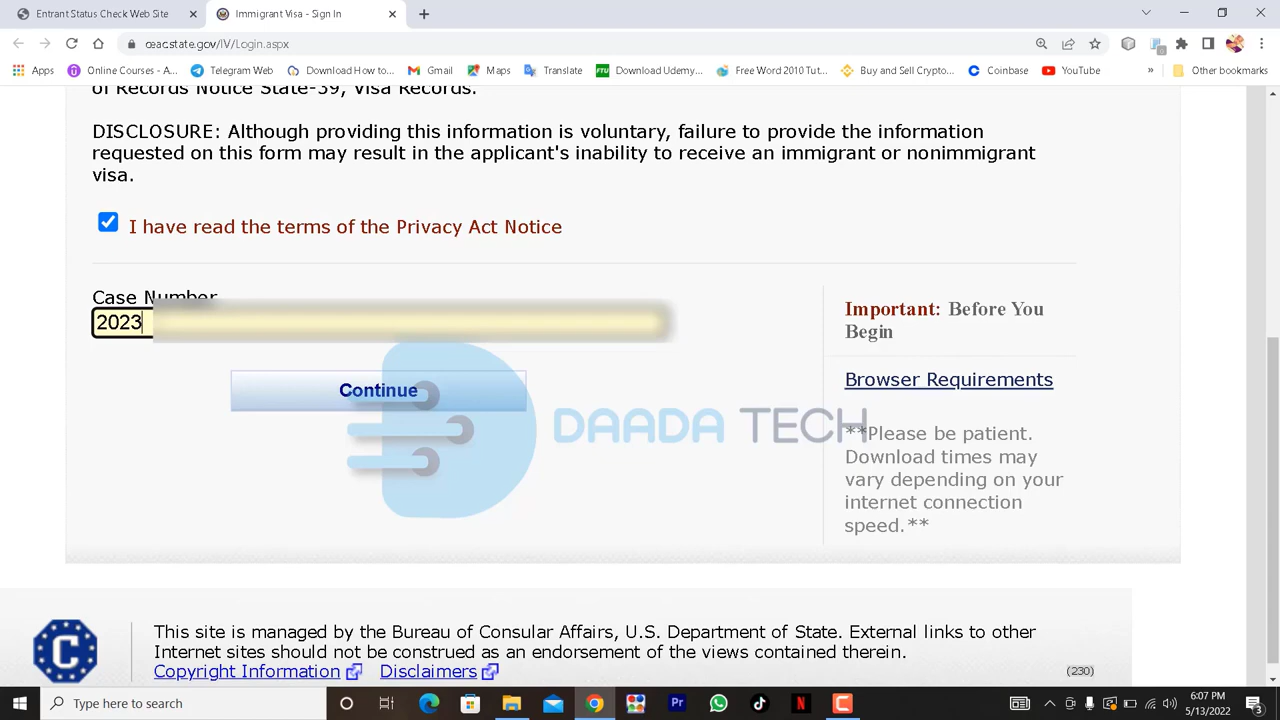 Entrant Status Check Web Site
Immigrant Visa - Sign In
ceac.state.gov/IV/Login.aspx
Apps
Online Courses - A...
Telegram Web
Download How to...
Gmail
Maps
Translate
FTU
Download Udemy...
Free Word 2010 Tut...
Buy and Sell Crypto...
Coinbase
YouTube
»
Other bookmarks
of Records Notice State-39, Visa Records.
DISCLOSURE: Although providing this information is voluntary, failure to provide the information
requested on this form may result in the applicant's inability to receive an immigrant or nonimmigrant
visa.
I have read the terms of the Privacy Act Notice
Case Number
2023
Continue
Important: Before You
Begin
Browser Requirements
**Please be patient.
Download times may
vary depending on your
internet connection
speed.**
DAADA TECH
C
This site is managed by the Bureau of Consular Affairs, U.S. Department of State. External links to other
Internet sites should not be construed as an endorsement of the views contained therein.
Copyright Information
Disclaimers
(230)
Type here to search
Pr
N
6:07 PM
5/13/2022
3